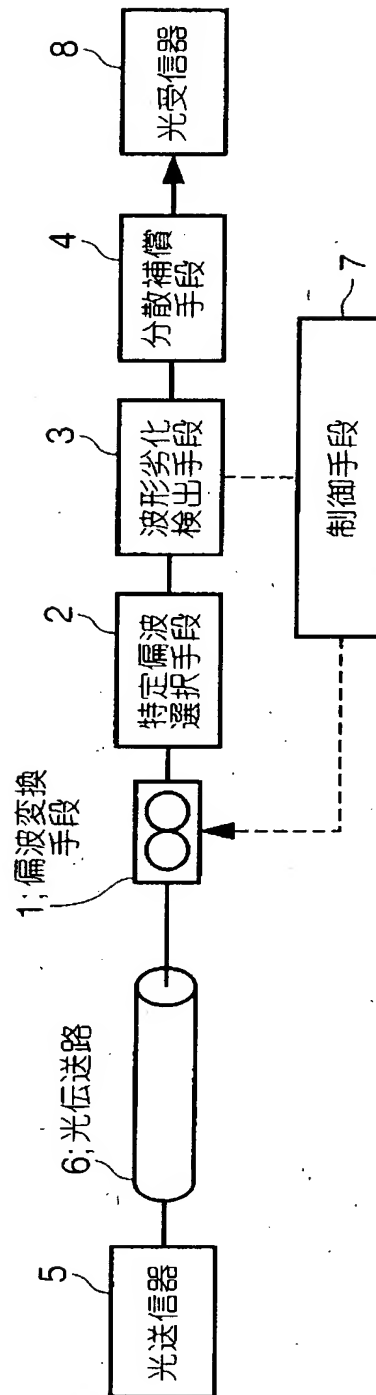 5
光送信器
6;光伝送路
1;偏波変換
手段
2
特定偏波
選択手段
3
波形劣化
検出手段
4
分散補償
手段
8
光受信器
7
制御手段